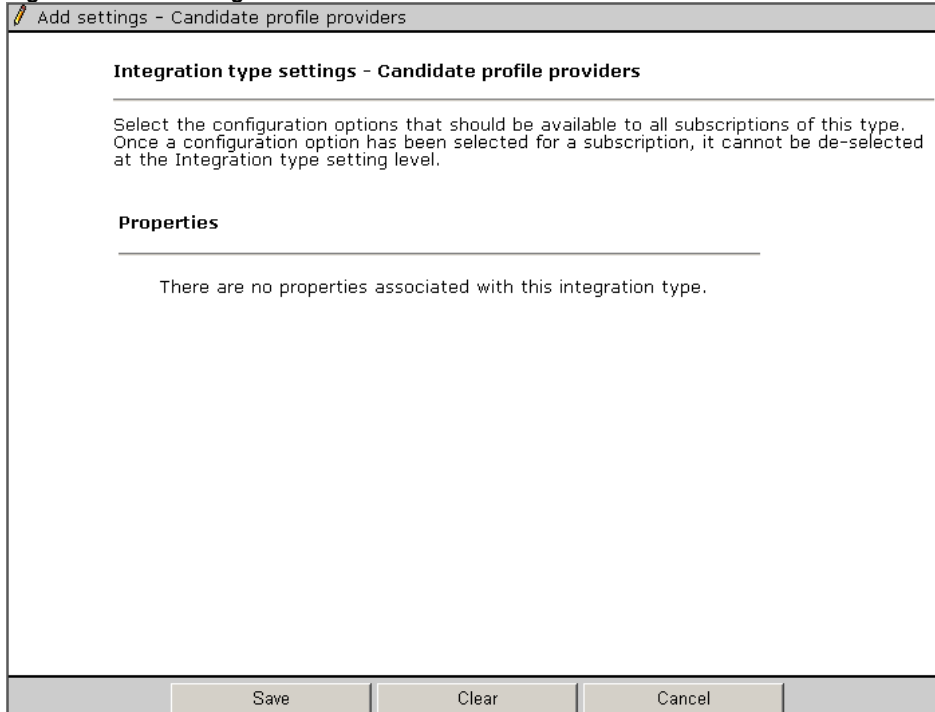 Add settings - Candidate profile providers
Integration type settings - Candidate profile providers
Select the configuration options that should be available to all subscriptions of this type.
Once a configuration option has been selected for a subscription, it cannot be de-selected
at the Integration type setting level.
Properties
There are no properties associated with this integration type.
Save
Clear
Cancel